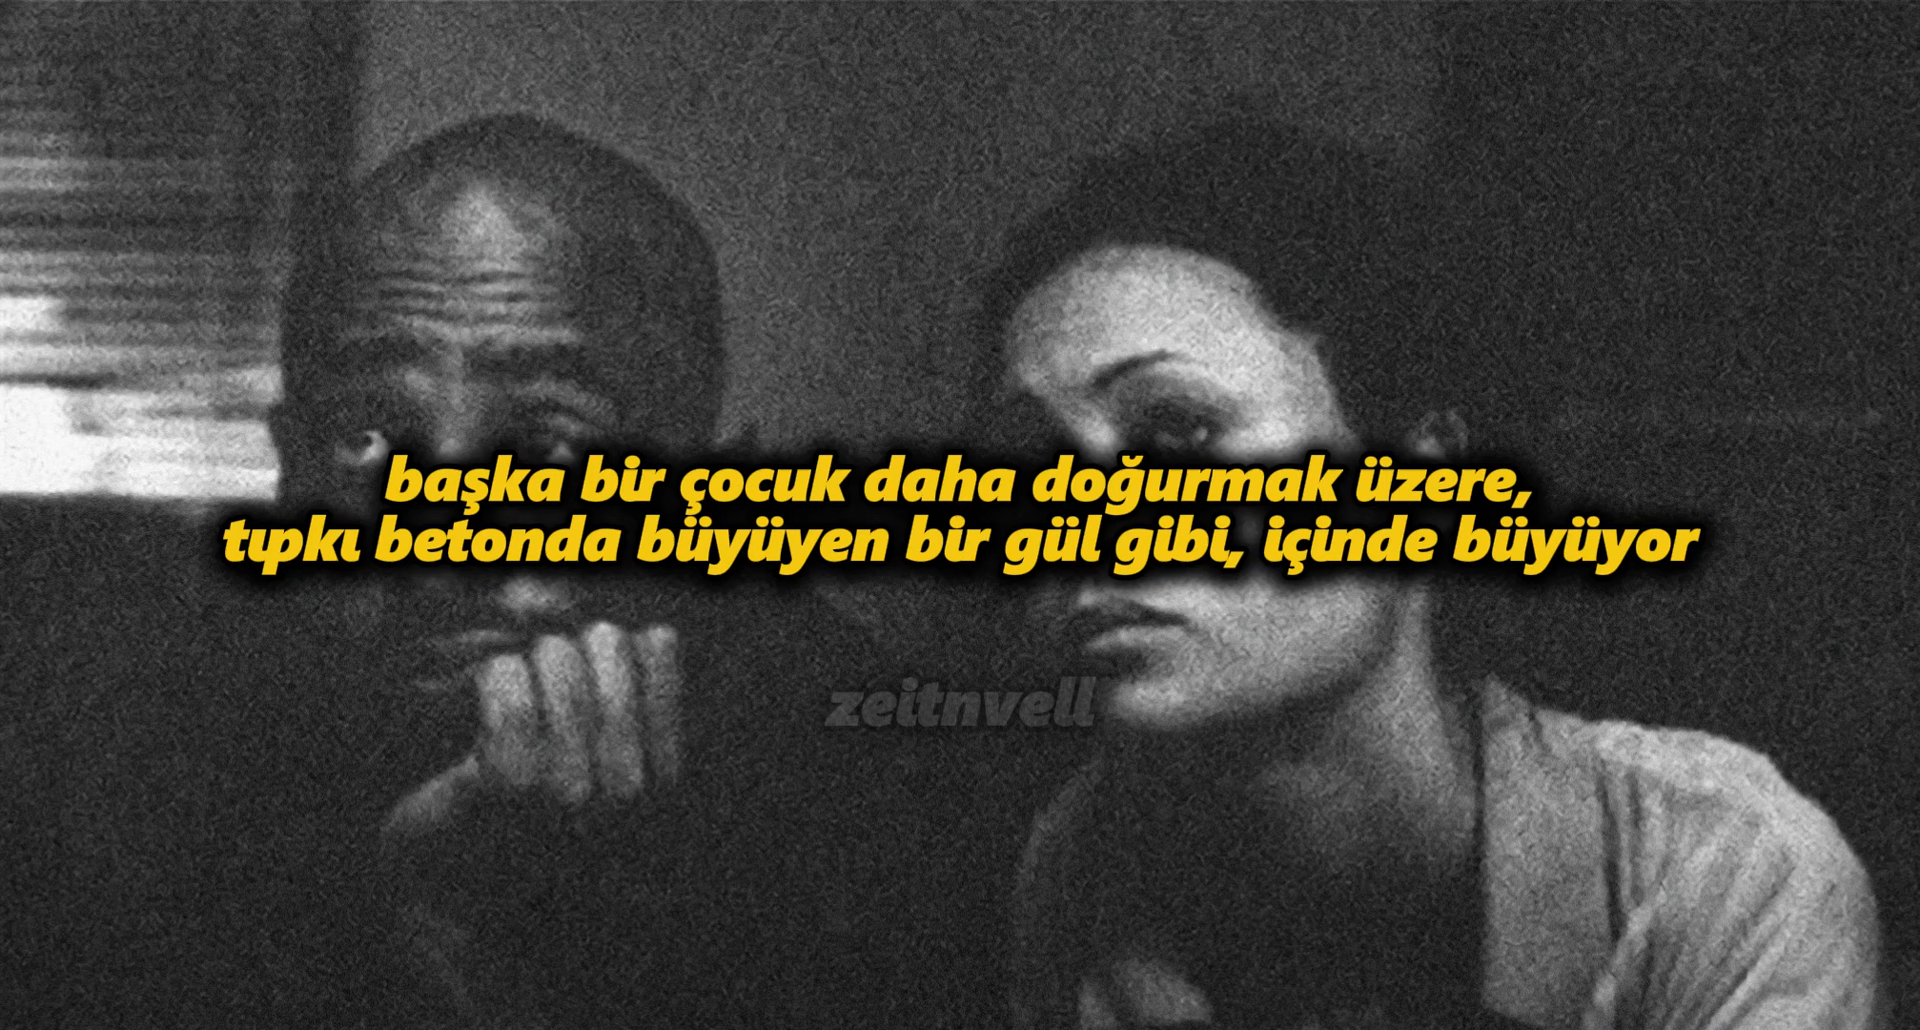 başka bir çocuk daha doğurmak üzere,
tıpkı betonda büyüyen bir gül gibi, içinde büyüyor
zeitnvell